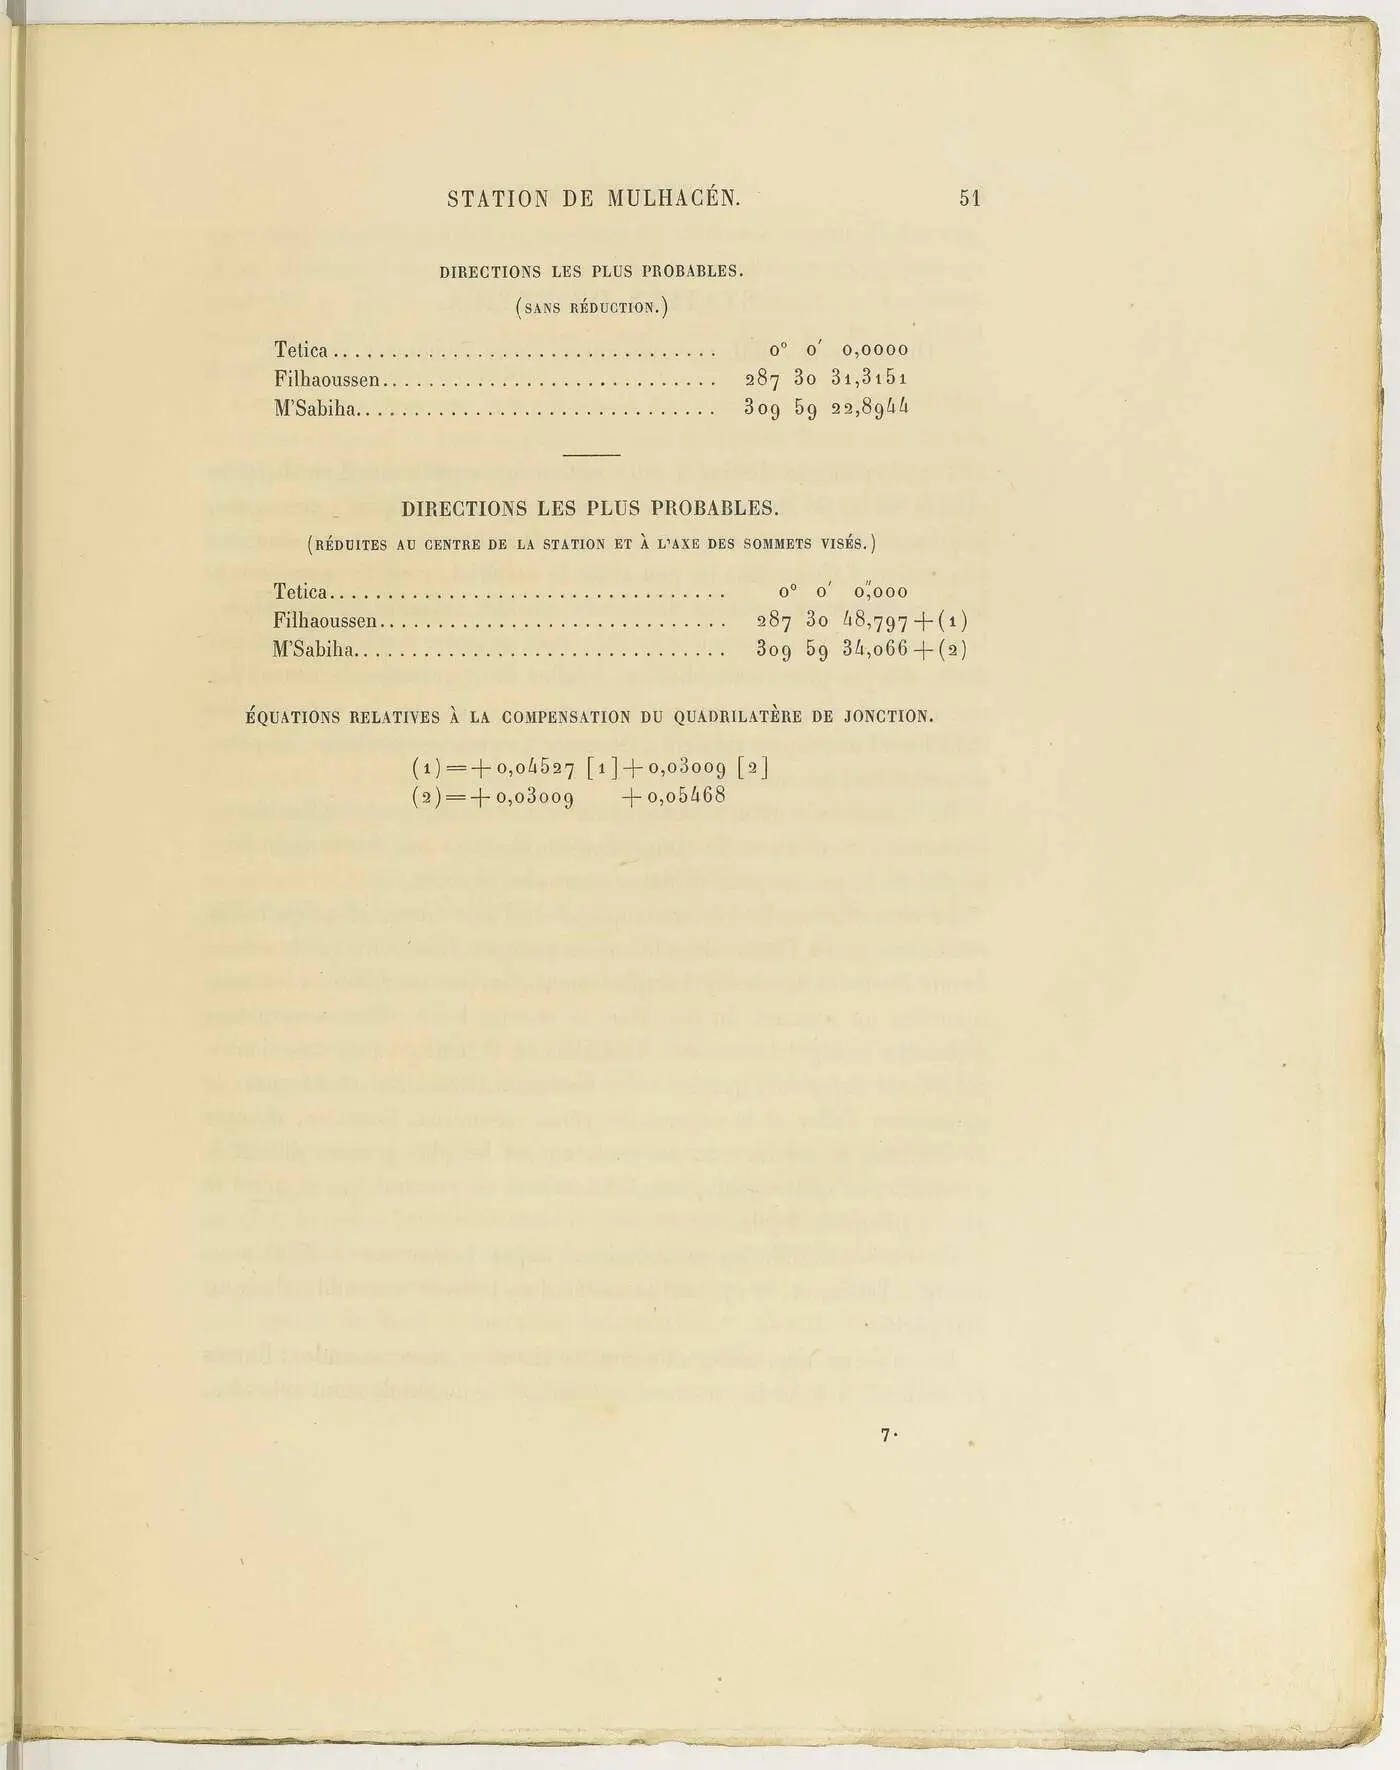 STATION DE MULHACÉN. 51
DIRECTIONS LES PLUS PROBABLES.
(SANS RÉDUCTION.)
Tetica................................. 0° 0′ 0,0000
Filhaoussen............................ 287 30 31,3151
M'Sabiha............................... 309 59 22,8944
DIRECTIONS LES PLUS PROBABLES.
(RÉDUITES AU CENTRE DE LA STATION ET À L'AXE DES SOMMETS VISÉS.)
Tetica................................. 0° 0′ 0″,000
Filhaoussen............................ 287 30 48,797+(1)
M'Sabiha............................... 309 59 34,066+(2)
ÉQUATIONS RELATIVES À LA COMPENSATION DU QUADRILATÈRE DE JONCTION.
(1)=+0,04527 [1]+0,03009 [2]
(2)=+0,03009 +0,05468
7.